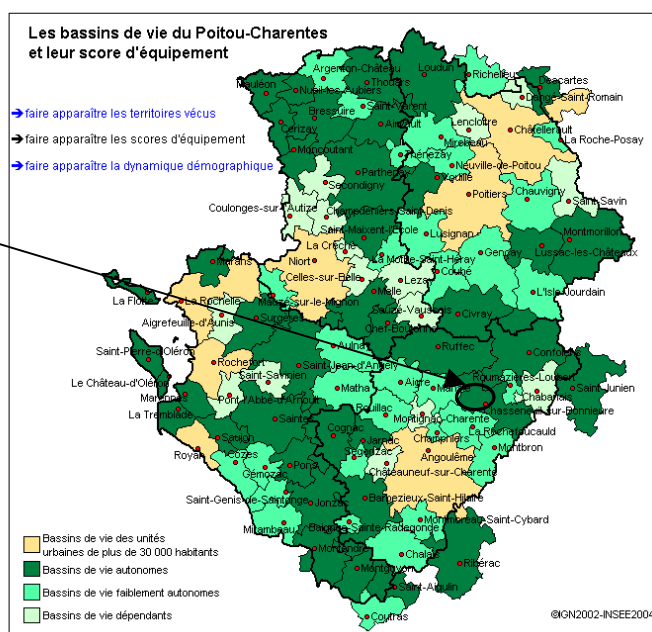 Les bassins de vie du Poitou-Charentes
et leur score d'équipement
faire apparaître les territoires vécus
faire apparaître les scores d'équipement
faire apparaître la dynamique démographique
Argenton-Château
Loudun
Richelieu
Thouars
Descartes
Mauléon
Nueil-les-Aubiers
Dangé-Saint-Romain
Saint-Varent
Bressuire
Lencloître
Châtellerault
Cerizay
Airvault
Mirebeau
La Roche-Posay
Moncoutant
Thénezay
Neuville-de-Poitou
Parthenay
Vouillé
Secondigny
Poitiers
Chauvigny
Saint-Savin
Coulonges-sur-l'Autize
Champdeniers-Saint-Denis
Saint-Maixent-l'Ecole
Lusignan
Montmorillon
La Crèche
Gençay
Lussac-les-Châteaux
Niort
La Mothe-Saint-Héray
Marans
Celles-sur-Belle
Couhé
Lezay
La Flotte
La Rochelle
Mauzé-sur-le-Mignon
Melle
L'Isle-Jourdain
Sauzé-Vaussais
Surgères
Civray
Aigrefeuille-d'Aunis
Chef-Boutonne
Aulnay
Ruffec
Saint-Pierre-d'Oléron
Confolens
Rochefort
Saint-Jean-d'Angely
Roumazières-Loubert
Saint-Savinien
Aigre
Mansle
Saint-Junien
Le Château-d'Oléron
Matha
Chabanais
Marennes
Pont-l'Abbé-d'Arnoult
Rouillac
Chasseneuil-sur-Bonnieure
La Tremblade
Montignac-Charente
Saintes
La Rochefoucauld
Cognac
Champniers
Saujon
Jarnac
Montbron
Royan
Cozes
Segonzac
Angoulême
Gémozac
Pons
Châteauneuf-sur-Charente
Saint-Genis-de-Saintonge
Jonzac
Barbezieux-Saint-Hilaire
Mirambeau
Baignes-Sainte-Radegonde
Montmoreau-Saint-Cybard
Montendre
Chalais
Montguyon
Ribérac
Saint-Aigulin
Coutras
Bassins de vie des unités
urbaines de plus de 30 000 habitants
Bassins de vie autonomes
Bassins de vie faiblement autonomes
Bassins de vie dépendants
©IGN2002-INSEE2004